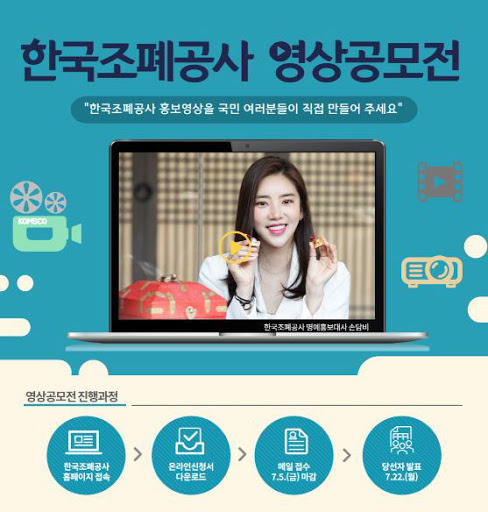 한국조폐공사 영상공모전
"한국조폐공사 홍보영상을 국민 여러분들이 직접 만들어 주세요"
KOMSCO
한국조폐공사 명예홍보대사 손담비
영상공모전 진행과정
한국조폐공사
홈페이지 접속
온라인신청서
다운로드
메일 접수
7.5.(금) 마감
당선자 발표
7.22.(월)